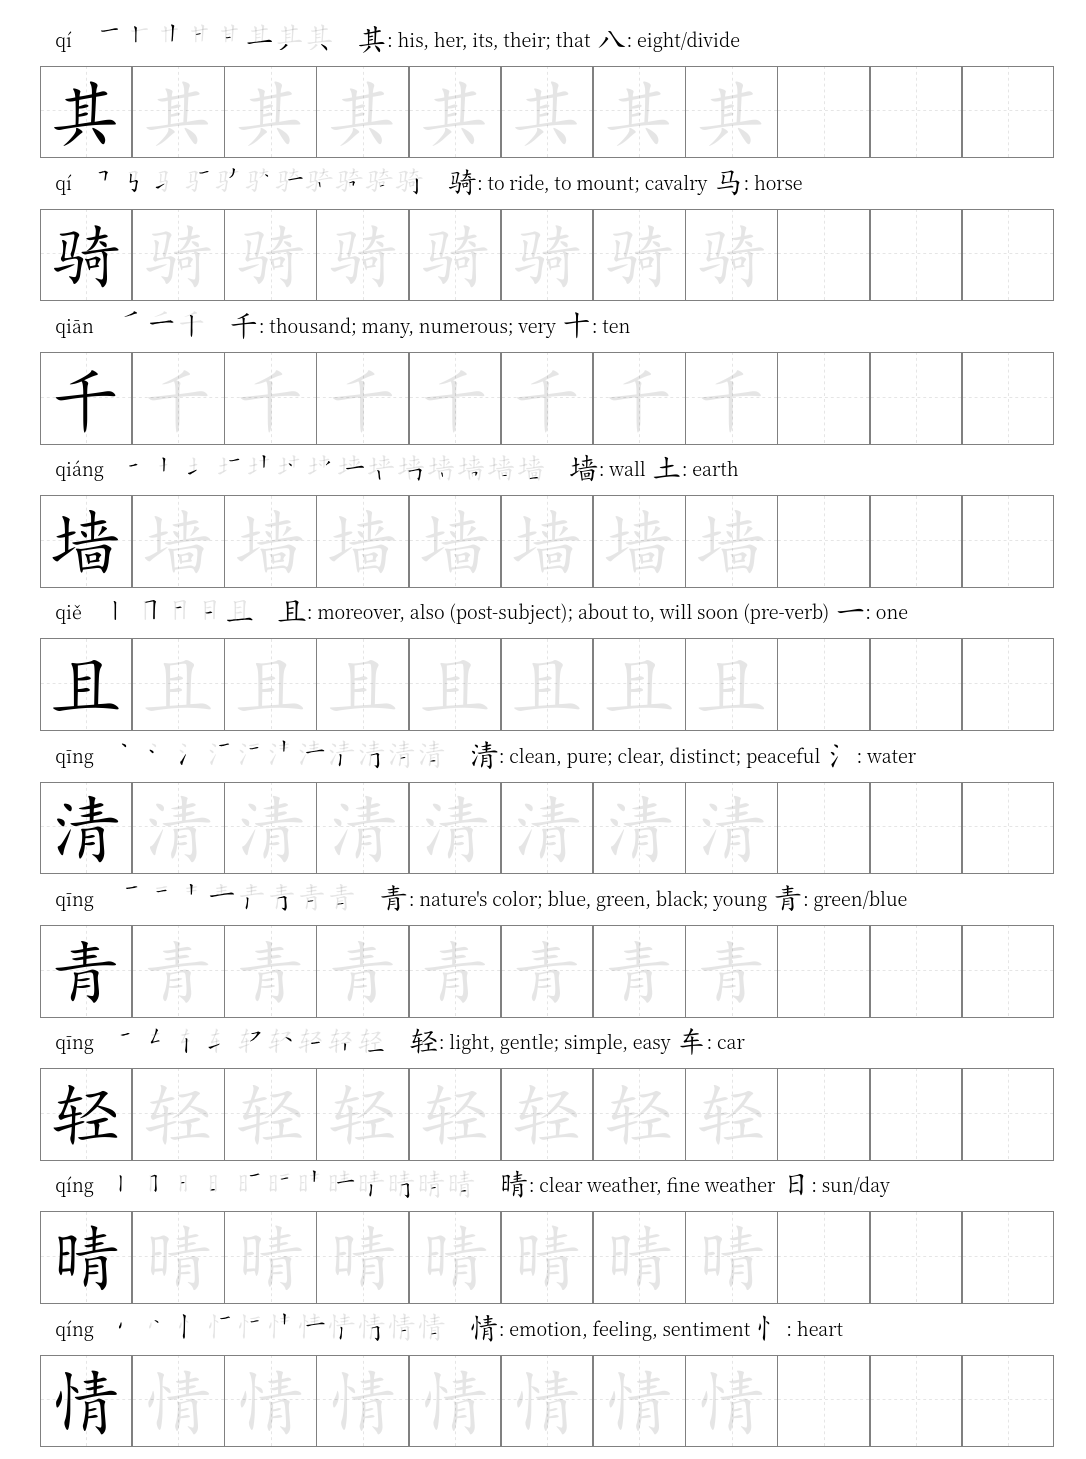 qí 其: his, her, its, their; that 八: eight/divide
其 其 其 其 其 其 其 其
qí 骑: to ride, to mount; cavalry 马: horse
骑 骑 骑 骑 骑 骑 骑 骑
qiān 千: thousand; many, numerous; very 十: ten
千 千 千 千 千 千 千 千
qiáng 墙: wall 土: earth
墙 墙 墙 墙 墙 墙 墙 墙
qiě 且: moreover, also (post-subject); about to, will soon (pre-verb) 一: one
且 且 且 且 且 且 且 且
qīng 清: clean, pure; clear, distinct; peaceful 氵: water
清 清 清 清 清 清 清 清
qīng 青: nature's color; blue, green, black; young 青: green/blue
青 青 青 青 青 青 青 青
qīng 轻: light, gentle; simple, easy 车: car
轻 轻 轻 轻 轻 轻 轻 轻
qíng 晴: clear weather, fine weather 日: sun/day
晴 晴 晴 晴 晴 晴 晴 晴
qíng 情: emotion, feeling, sentiment 忄: heart
情 情 情 情 情 情 情 情